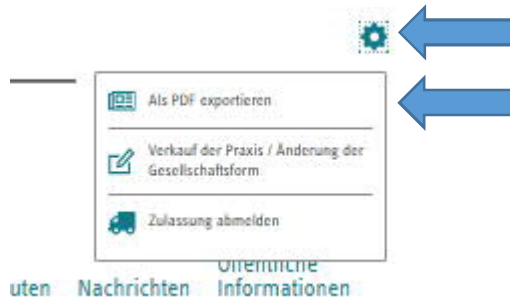 Als PDF exportieren
Verkauf der Praxis / Änderung der
Gesellschaftsform
Zulassung abmelden
Öffentliche
uten Nachrichten Informationen